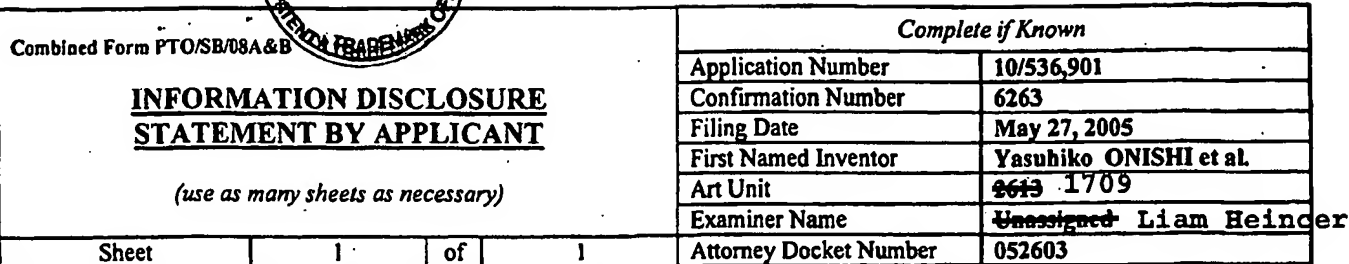 Combined Form PTO/SB/08A&B
TRADEMARK OF
INFORMATION DISCLOSURE
STATEMENT BY APPLICANT
(use as many sheets as necessary)
Sheet 1 of 1
Complete if Known
Application Number 10/536,901
Confirmation Number 6263
Filing Date May 27, 2005
First Named Inventor Yasuhiko ONISHI et al.
Art Unit 2613 1709
Examiner Name Unassigned Liam Heincer
Attorney Docket Number 052603